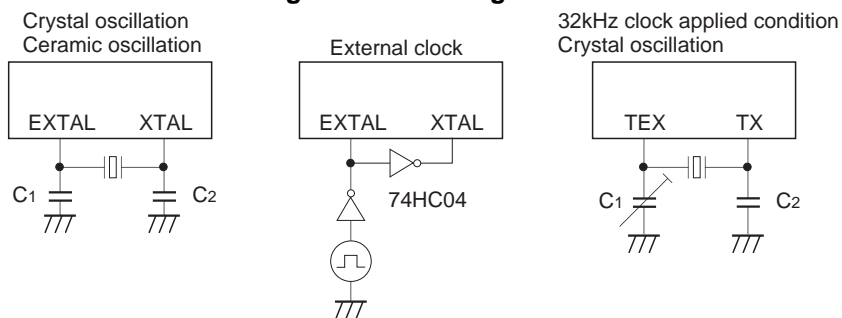 Crystal oscillation
Ceramic oscillation
EXTAL XTAL
C1 C2
External clock
EXTAL XTAL
74HC04
32kHz clock applied condition
Crystal oscillation
TEX TX
C1 C2